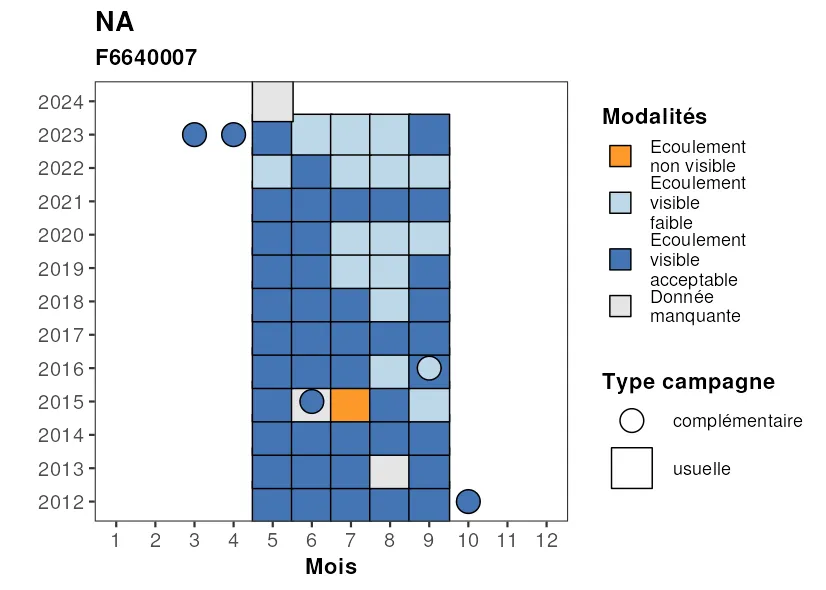 NA
F6640007
2024
2023
2022
2021
2020
2019
2018
2017
2016
2015
2014
2013
2012
1 2 3 4 5 6 7 8 9 10 11 12
Mois
Modalités
Ecoulement
non visible
Ecoulement
visible
faible
Ecoulement
visible
acceptable
Donnée
manquante
Type campagne
complémentaire
usuelle